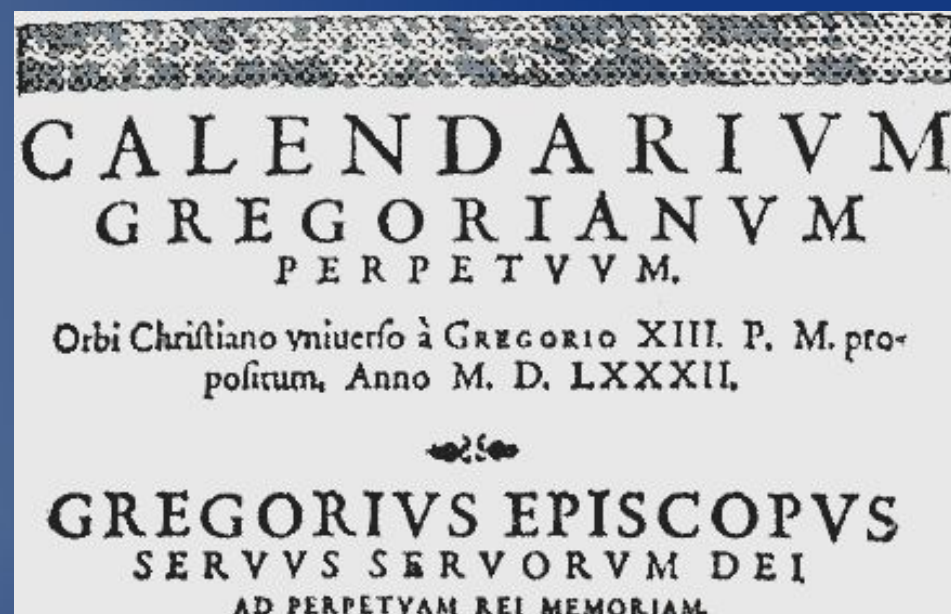 CALENDARIVM
GREGORIANVM
PERPETVVM.
Orbi Chriſtiano vniuerſo à GREGORIO XIII. P. M. pro-
poſitum. Anno M. D. LXXXII.
GREGORIVS EPISCOPVS
SERVVS SERVORVM DEI
AD PERPETVAM REI MEMORIAM.